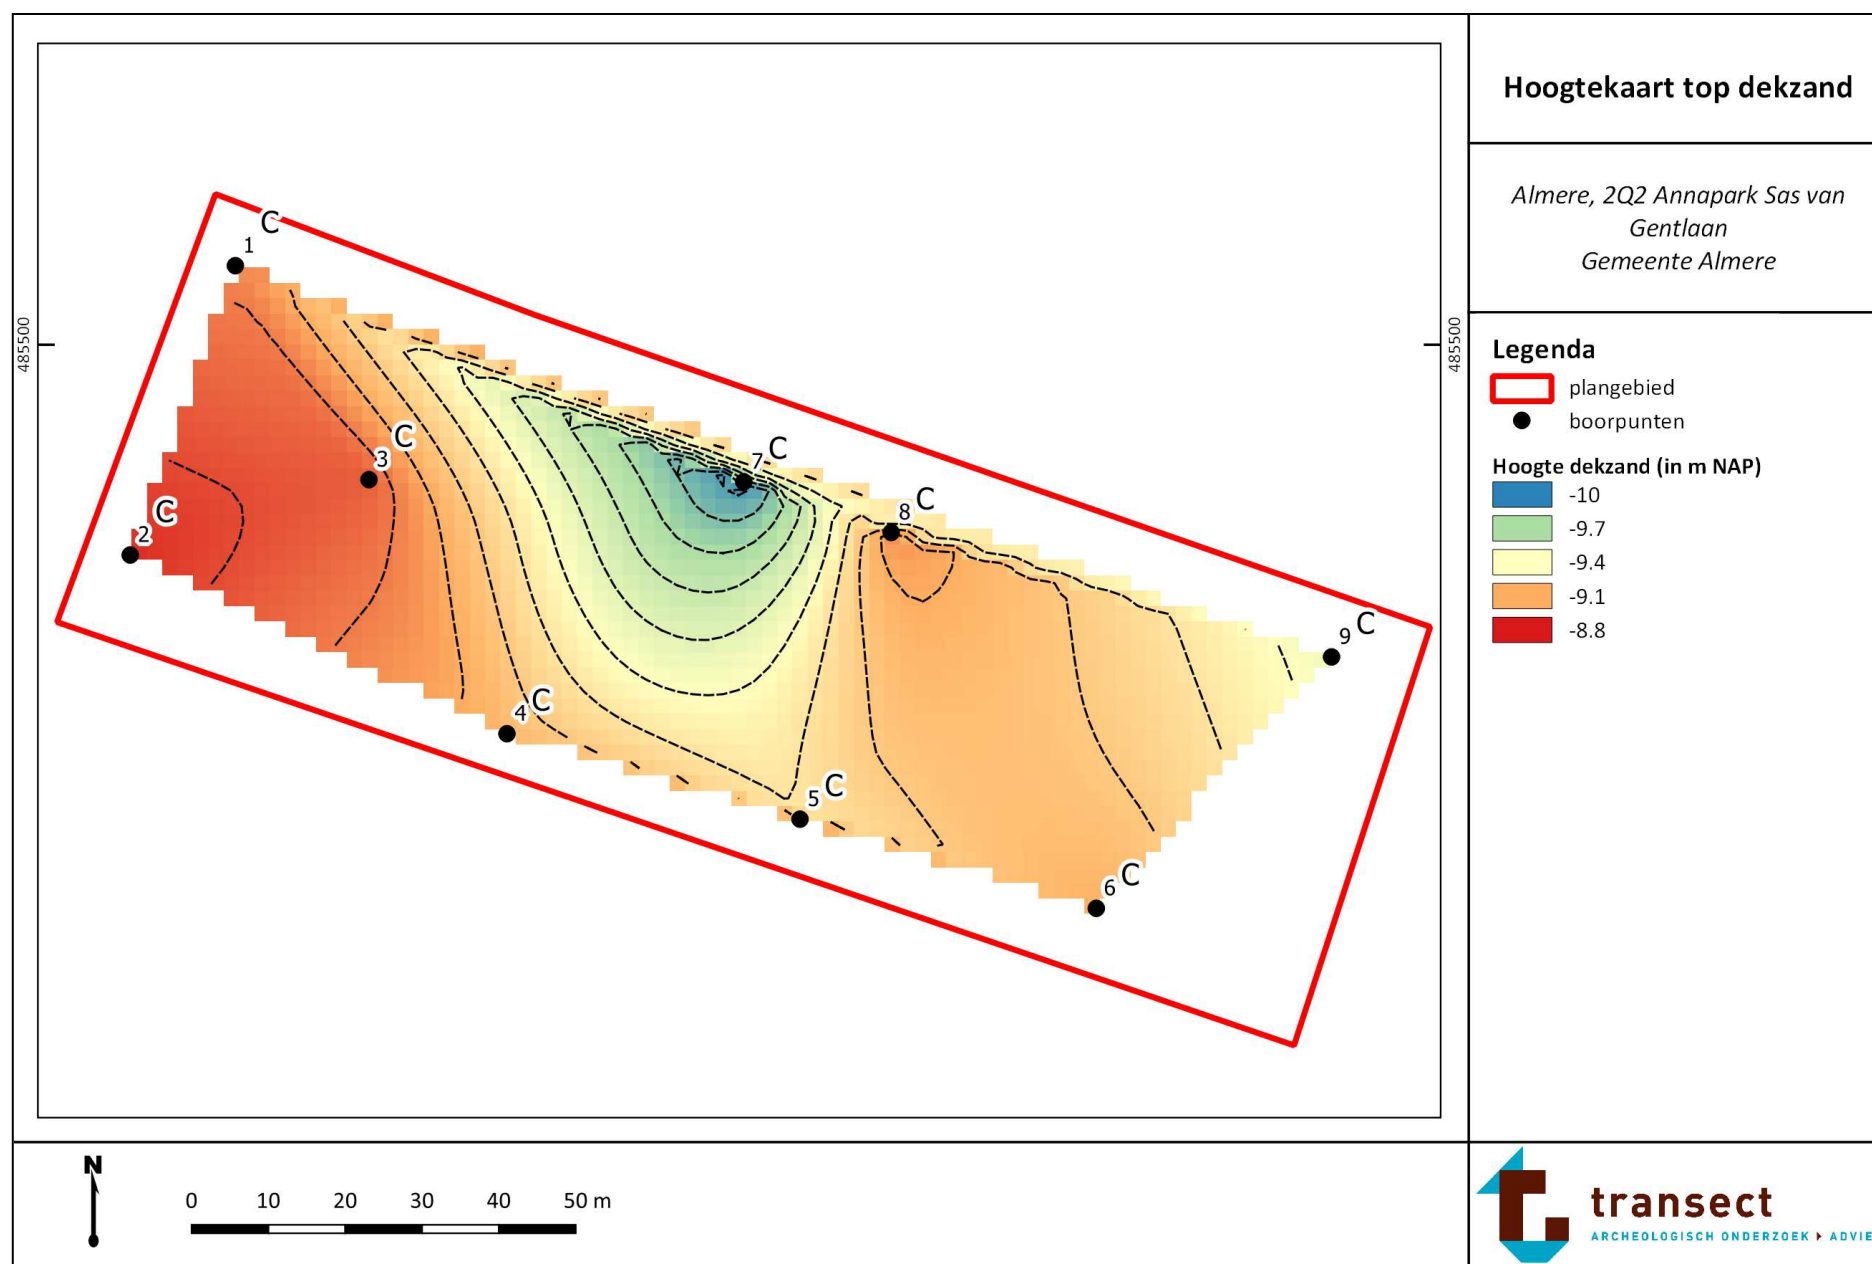 Hoogtekaart top dekzand
Almere, 2Q2 Annapark Sas van
Gentlaan
Gemeente Almere
Legenda
plangebied
boorpunten
Hoogte dekzand (in m NAP)
-10
-9.7
-9.4
-9.1
-8.8
485500
485500
C
1
C
3
C
2
C
7
C
8
C
9
C
4
C
5
C
6
N
0 10 20 30 40 50 m
transect
ARCHEOLOGISCH ONDERZOEK ADVIE